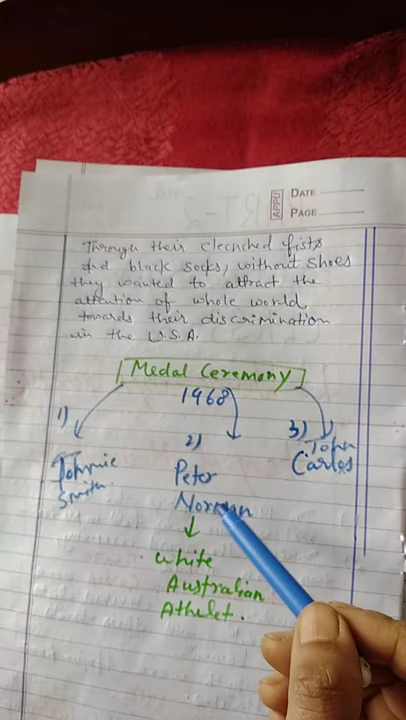 APPU
DATE
PAGE
Through their clecnched fists
and black socks, without shoes
they wanted to attract the
attention of whole world
towards their discrimination
in the U.S.A.
Medal Ceremony
1968
1)
2)
3)
Johnie
Smith
Peter
Norman
John
Carlos
White
Australian
Athelet.